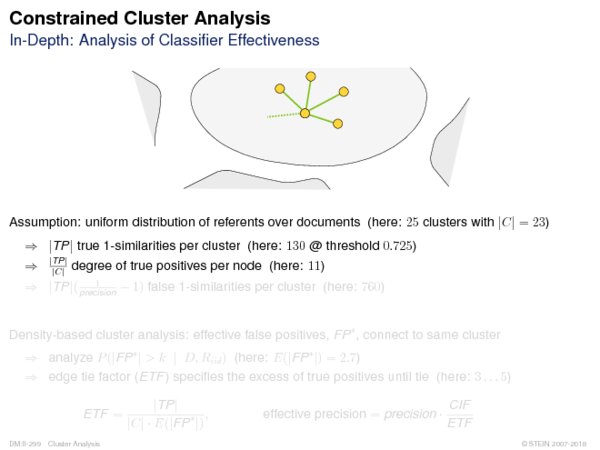 Constrained Cluster Analysis
In-Depth: Analysis of Classifier Effectiveness
Assumption: uniform distribution of referents over documents (here: 25 clusters with |C| = 23)
⇒ |TP| true 1-similarities per cluster (here: 130 @ threshold 0.725)
⇒ |TP|/|C| degree of true positives per node (here: 11)
⇒ |TP|(1/precision − 1) false 1-similarities per cluster (here: 760)
Density-based cluster analysis: effective false positives, FP*, connect to same cluster
⇒ analyze P(|FP*| > k | D, R_iid) (here: E(|FP*|) = 2.7)
⇒ edge tie factor (ETF) specifies the excess of true positives until tie (here: 3...5)
ETF = |TP| / (|C| · E(|FP*|)), effective precision = precision · CIF/ETF
DM:II-299 Cluster Analysis © STEIN 2007-2018